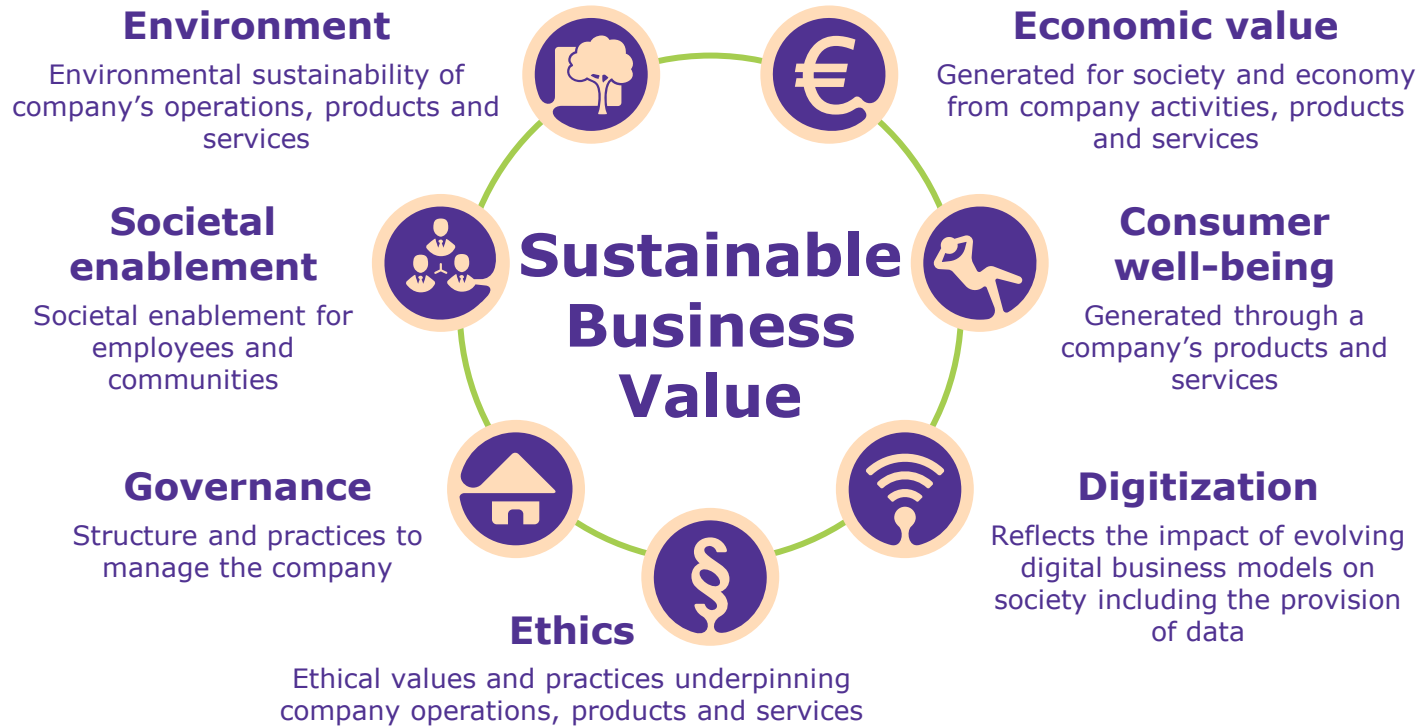 Environment
Environmental sustainability of
company's operations, products and
services
Economic value
Generated for society and economy
from company activities, products
and services
Societal
enablement
Societal enablement for
employees and
communities
Sustainable
Business
Value
Consumer
well-being
Generated through a
company's products and
services
Governance
Structure and practices to
manage the company
Digitization
Reflects the impact of evolving
digital business models on
society including the provision
of data
Ethics
Ethical values and practices underpinning
company operations, products and services
€
§